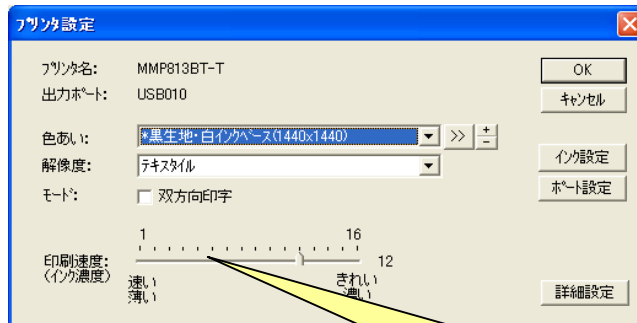 プリンタ設定
プリンタ名: MMP813BT-T
出力ポート: USB010
OK
キャンセル
色あい: *黒生地・白インクベース(1440x1440) >> +-
解像度: テキスタイル
モード: 双方向印字
インク設定
ポート設定
1 16
印刷速度: 12
(インク濃度)
速い きれい
薄い 濃い
詳細設定